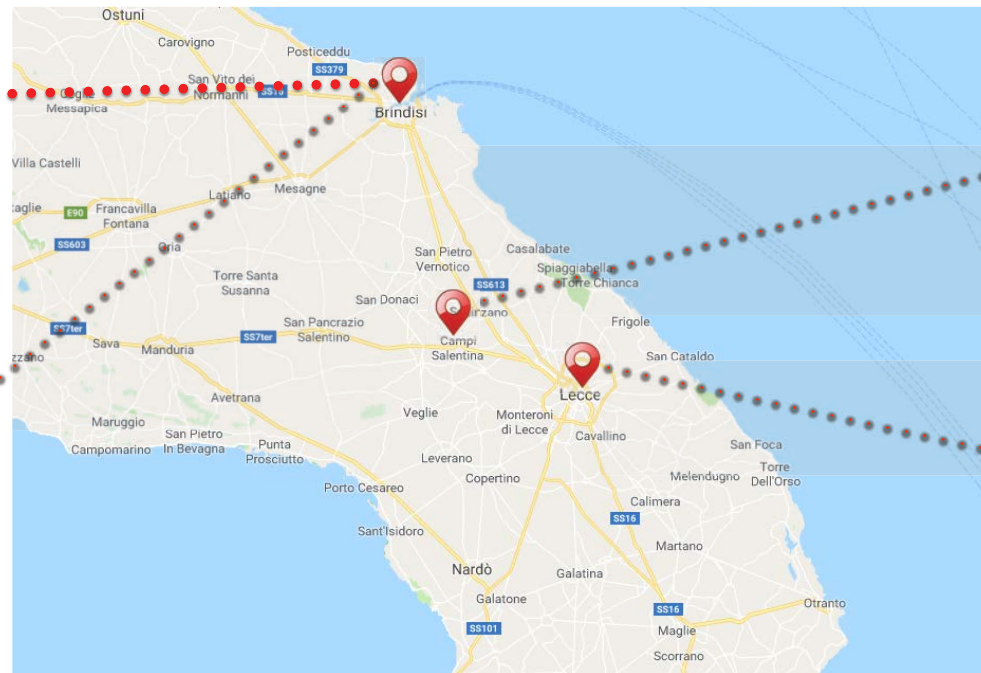 Ostuni
Carovigno
Posticeddu
SS379
San Vito dei
Normanni
SS16
Messapica
Brindisi
Villa Castelli
Latiano
Mesagne
taglie
E90
Francavilla
Fontana
SS603
Oria
San Pietro
Vernotico
Casalabate
Spiaggiabella
Torre Chianca
Torre Santa
Susanna
SS613
San Donaci
Frigole
SS7ter
Sava
Manduria
SS7ter
San Pancrazio
Salentino
Campi
Salentina
zzano
San Cataldo
Avetrana
Lecce
Maruggio
Veglie
Monteroni
di Lecce
Campomarino
San Pietro
In Bevagna
Punta
Prosciutto
Cavallino
San Foca
Leverano
Copertino
Melendugno
Torre
Dell'Orso
Porto Cesareo
Calimera
SS16
Sant'Isidoro
Martano
Nardò
Galatina
Galatone
Otranto
SS16
SS101
Maglie
Scorrano